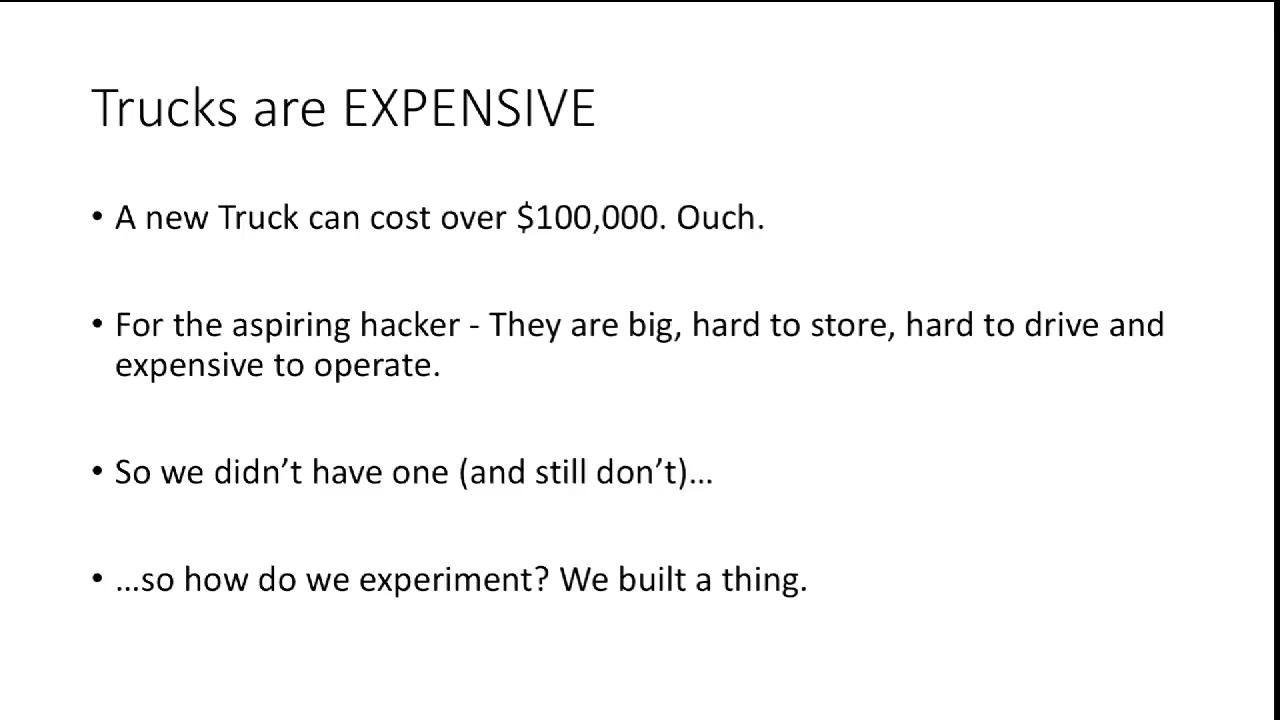 Trucks are EXPENSIVE
• A new Truck can cost over $100,000. Ouch.
• For the aspiring hacker - They are big, hard to store, hard to drive and
expensive to operate.
• So we didn’t have one (and still don’t)…
• …so how do we experiment? We built a thing.